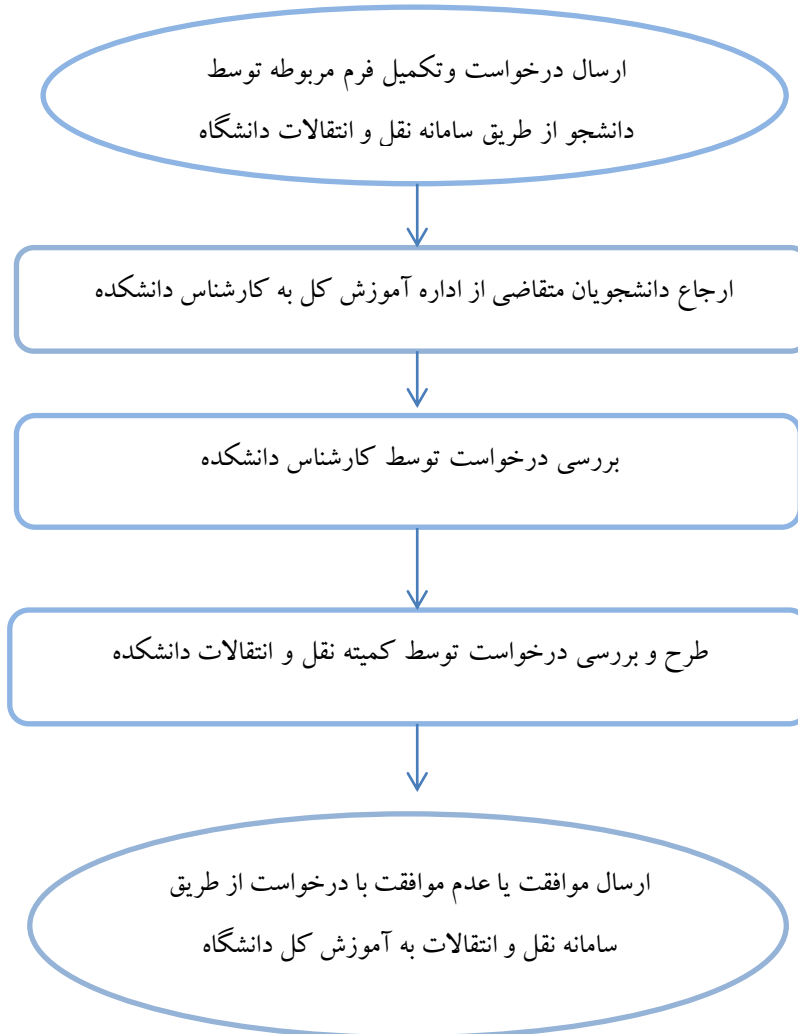 ارسال درخواست وتکمیل فرم مربوطه توسط
دانشجو از طریق سامانه نقل و انتقالات دانشگاه
ارجاع دانشجویان متقاضی از اداره آموزش کل به کارشناس دانشکده
بررسی درخواست توسط کارشناس دانشکده
طرح و بررسی درخواست توسط کمیته نقل و انتقالات دانشکده
ارسال موافقت یا عدم موافقت با درخواست از طریق
سامانه نقل و انتقالات به آموزش کل دانشگاه